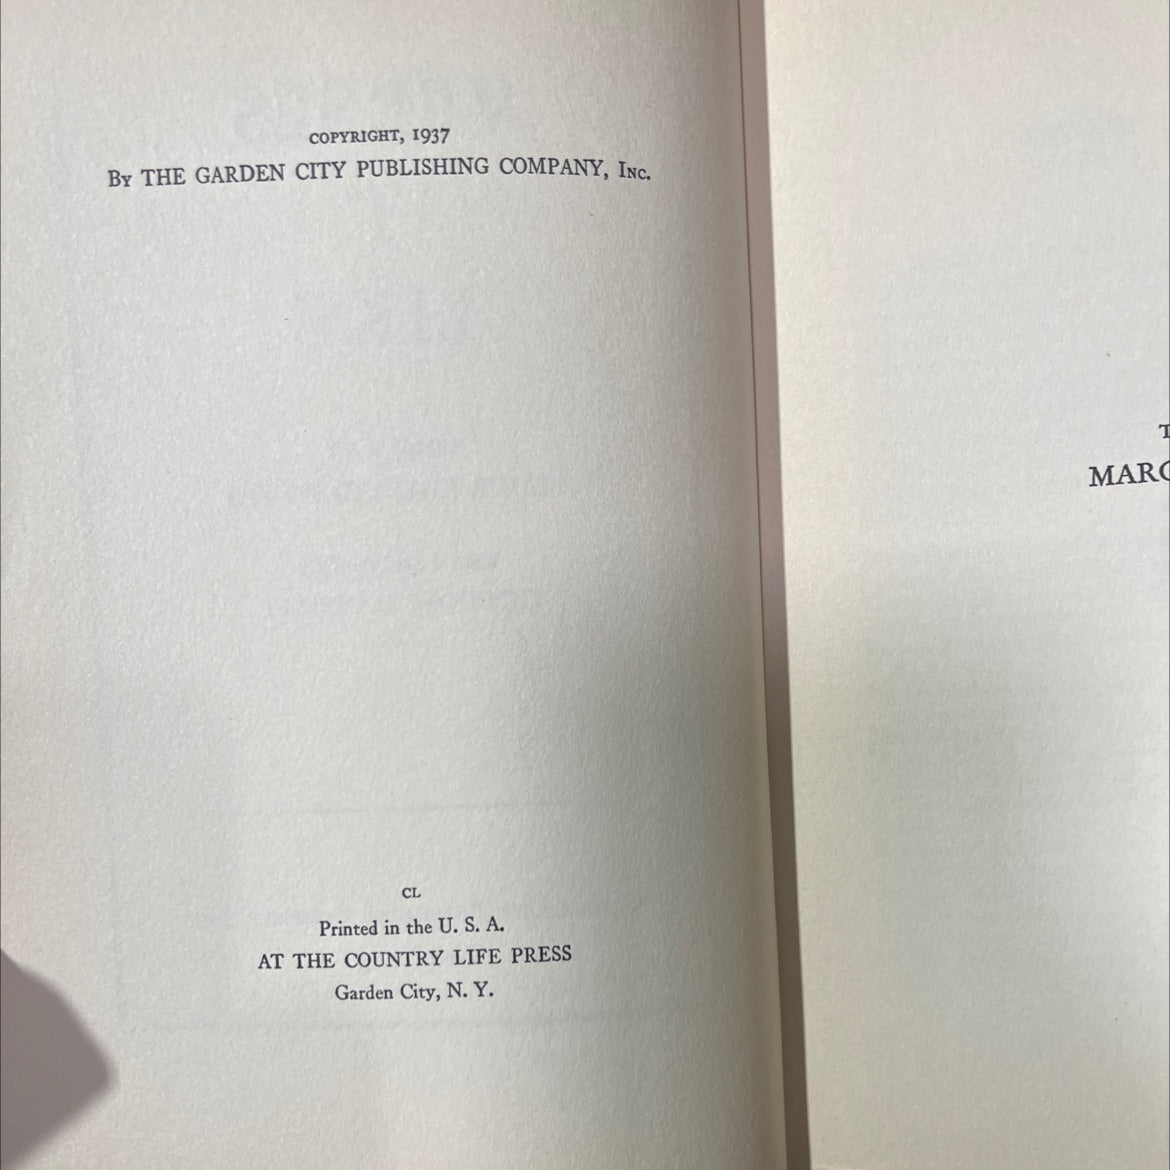 COPYRIGHT, 1937
By THE GARDEN CITY PUBLISHING COMPANY, Inc.
CL
Printed in the U. S. A.
AT THE COUNTRY LIFE PRESS
Garden City, N. Y.